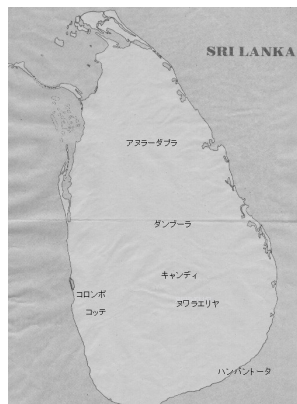 SRI LANKA
アヌラーダプラ
ダンブーラ
キャンディ
コロンボ
ヌワラエリヤ
コッテ
ハンバントータ